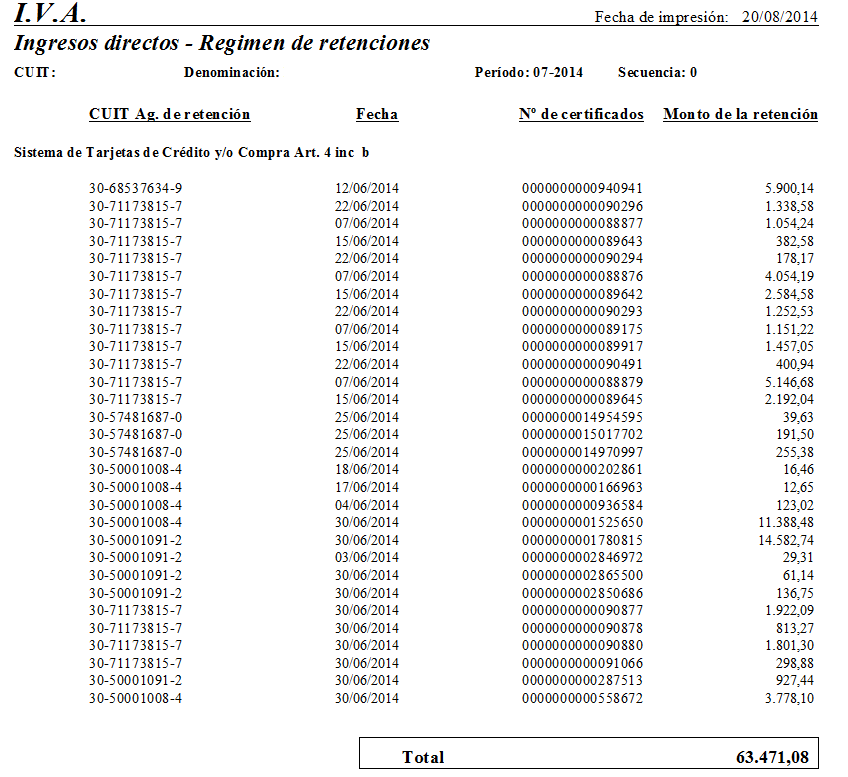 I.V.A.
Fecha de impresión: 20/08/2014
Ingresos directos - Regimen de retenciones
CUIT: Denominación: Período: 07-2014 Secuencia: 0
CUIT Ag. de retención Fecha Nº de certificados Monto de la retención
Sistema de Tarjetas de Crédito y/o Compra Art. 4 inc b
30-68537634-9 12/06/2014 0000000000940941 5.900,14
30-71173815-7 22/06/2014 0000000000090296 1.338,58
30-71173815-7 07/06/2014 0000000000088877 1.054,24
30-71173815-7 15/06/2014 0000000000089643 382,58
30-71173815-7 22/06/2014 0000000000090294 178,17
30-71173815-7 07/06/2014 0000000000088876 4.054,19
30-71173815-7 15/06/2014 0000000000089642 2.584,58
30-71173815-7 22/06/2014 0000000000090293 1.252,53
30-71173815-7 07/06/2014 0000000000089175 1.151,22
30-71173815-7 15/06/2014 0000000000089917 1.457,05
30-71173815-7 22/06/2014 0000000000090491 400,94
30-71173815-7 07/06/2014 0000000000088879 5.146,68
30-71173815-7 15/06/2014 0000000000089645 2.192,04
30-57481687-0 25/06/2014 0000000014954595 39,63
30-57481687-0 25/06/2014 0000000015017702 191,50
30-57481687-0 25/06/2014 0000000014970997 255,38
30-50001008-4 18/06/2014 0000000000202861 16,46
30-50001008-4 17/06/2014 0000000000166963 12,65
30-50001008-4 04/06/2014 0000000000936584 123,02
30-50001008-4 30/06/2014 0000000001525650 11.388,48
30-50001091-2 30/06/2014 0000000001780815 14.582,74
30-50001091-2 03/06/2014 0000000002846972 29,31
30-50001091-2 30/06/2014 0000000002865500 61,14
30-50001091-2 30/06/2014 0000000002850686 136,75
30-71173815-7 30/06/2014 0000000000090877 1.922,09
30-71173815-7 30/06/2014 0000000000090878 813,27
30-71173815-7 30/06/2014 0000000000090880 1.801,30
30-71173815-7 30/06/2014 0000000000091066 298,88
30-50001091-2 30/06/2014 0000000000287513 927,44
30-50001008-4 30/06/2014 0000000000558672 3.778,10
Total 63.471,08